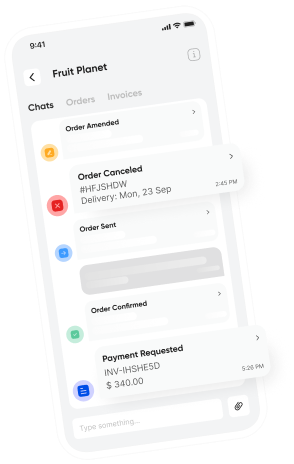 9:41
Fruit Planet
Chats Orders Invoices
Order Amended
Order Canceled
#HFJSHDW
Delivery: Mon, 23 Sep
2:45 PM
Order Sent
Order Confirmed
Payment Requested
INV-IHSHE5D
$ 340.00
5:26 PM
Type something...